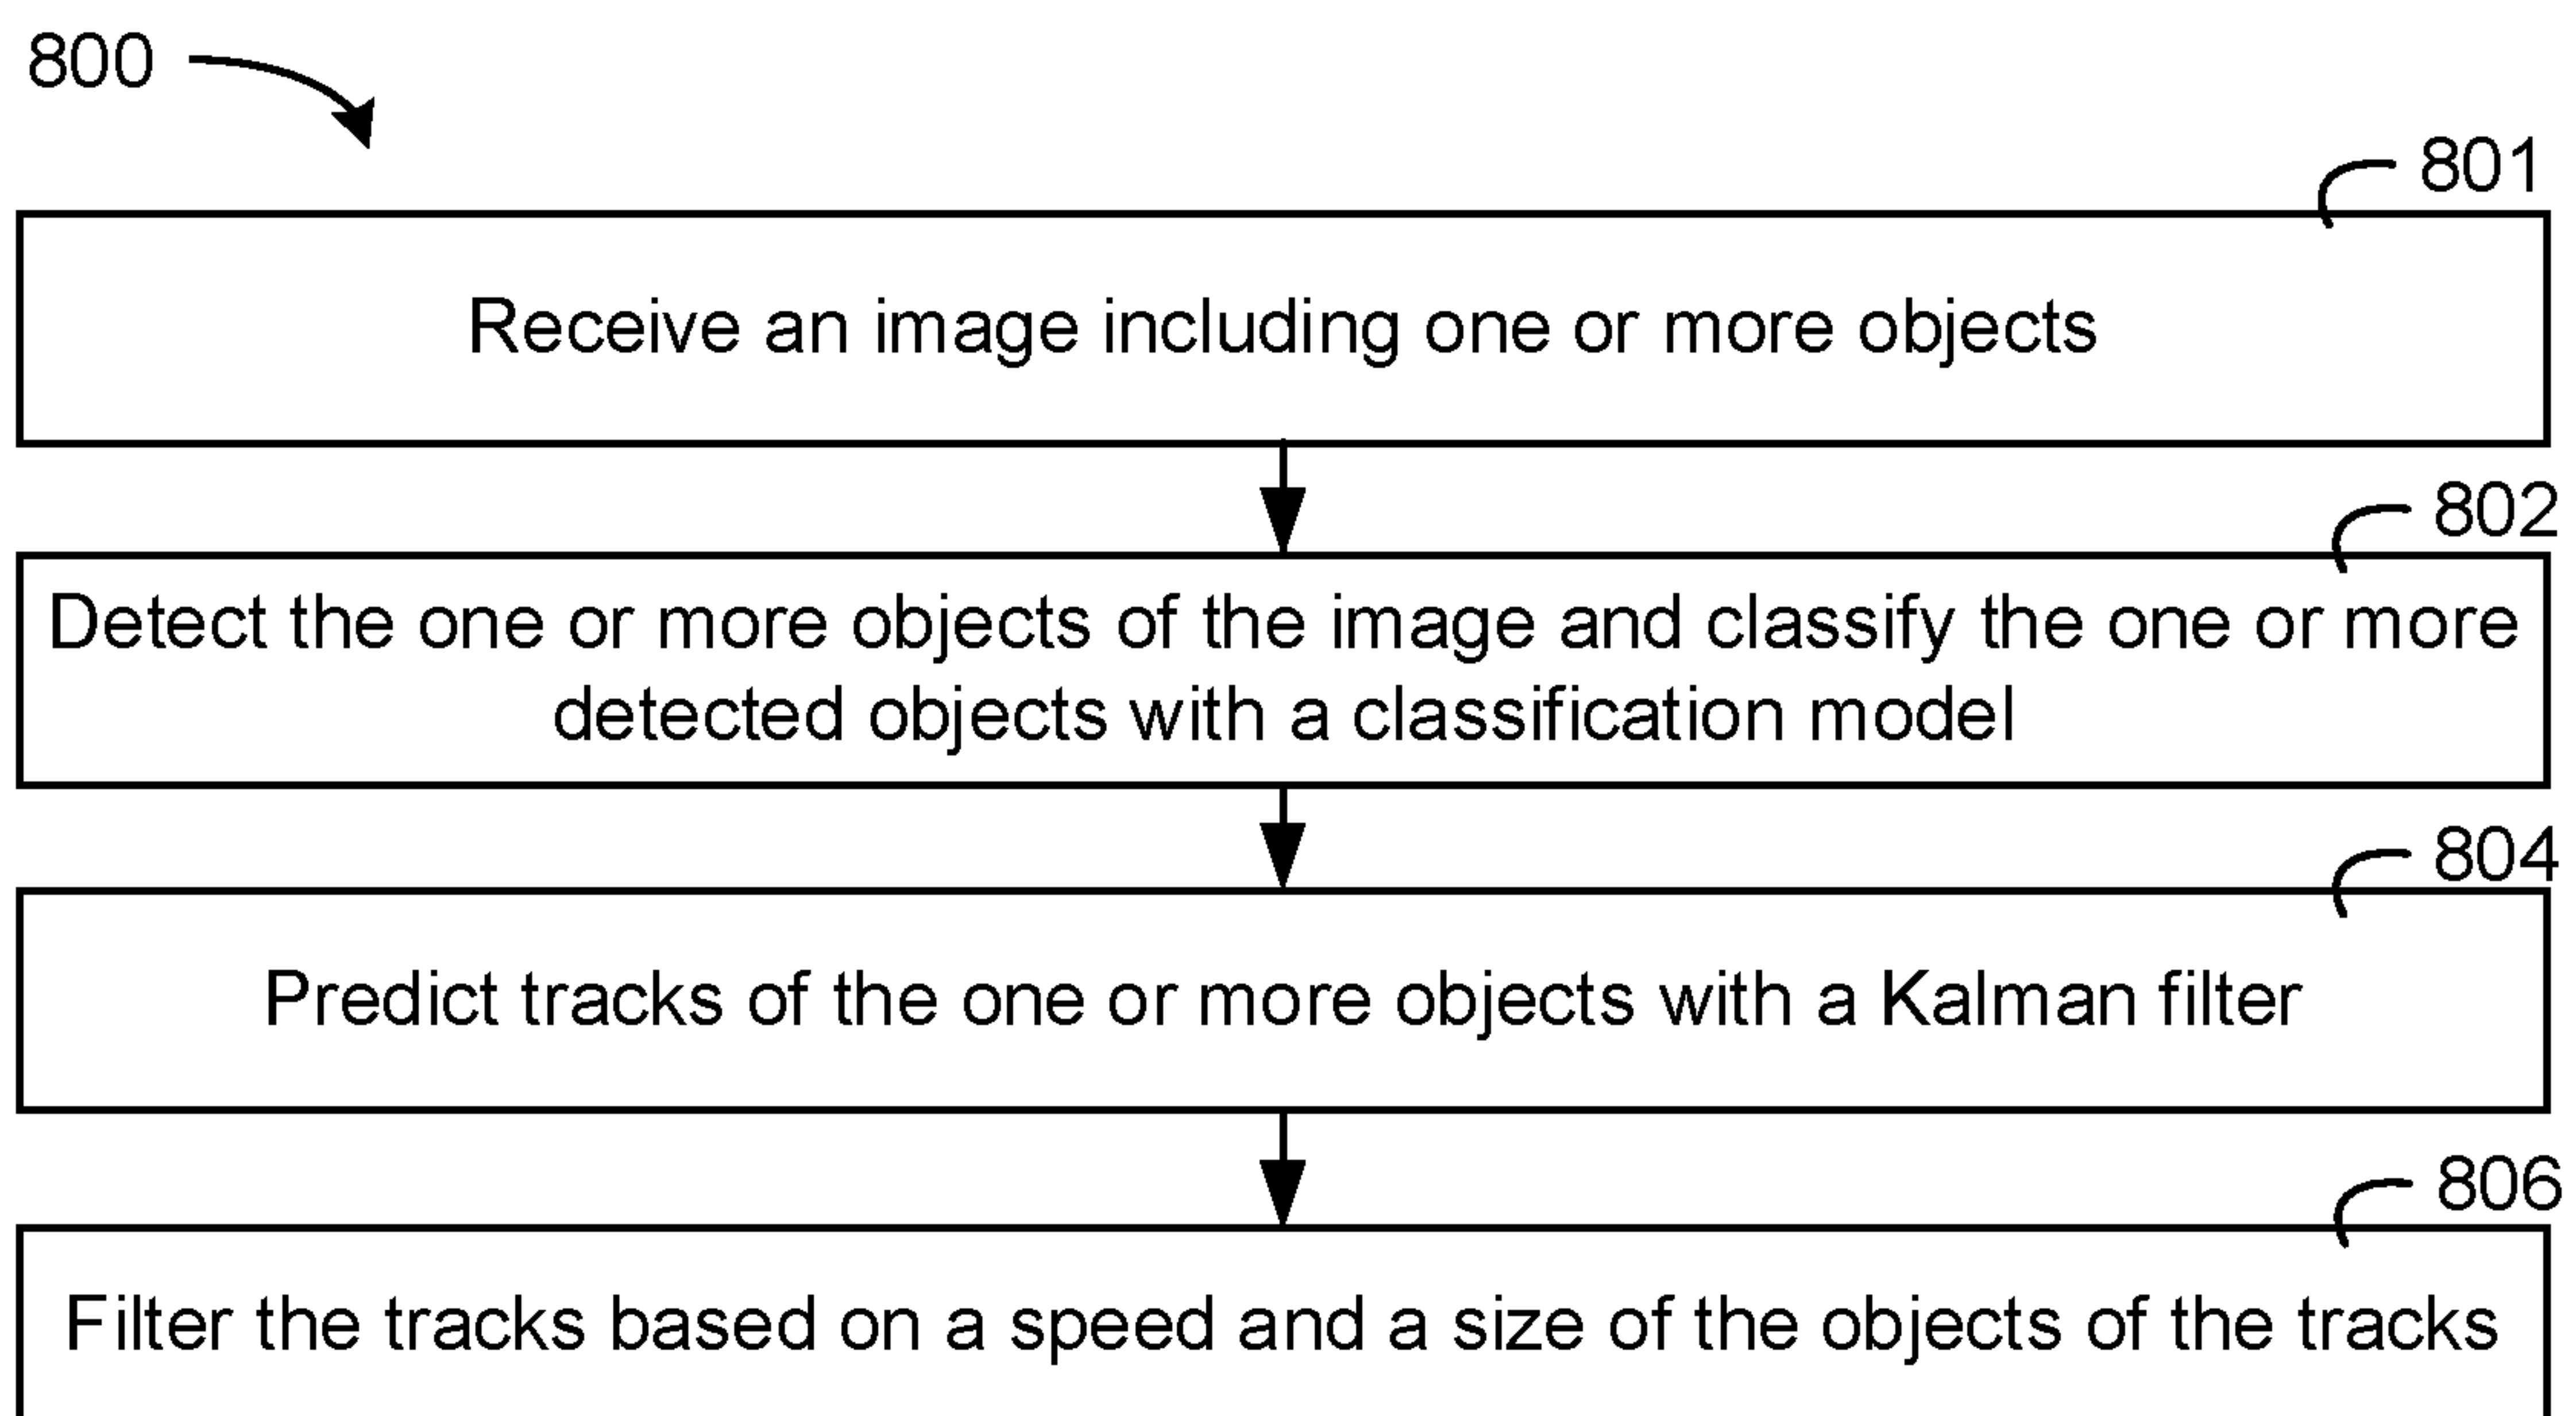 800
801
Receive an image including one or more objects
802
Detect the one or more objects of the image and classify the one or more
detected objects with a classification model
804
Predict tracks of the one or more objects with a Kalman filter
806
Filter the tracks based on a speed and a size of the objects of the tracks